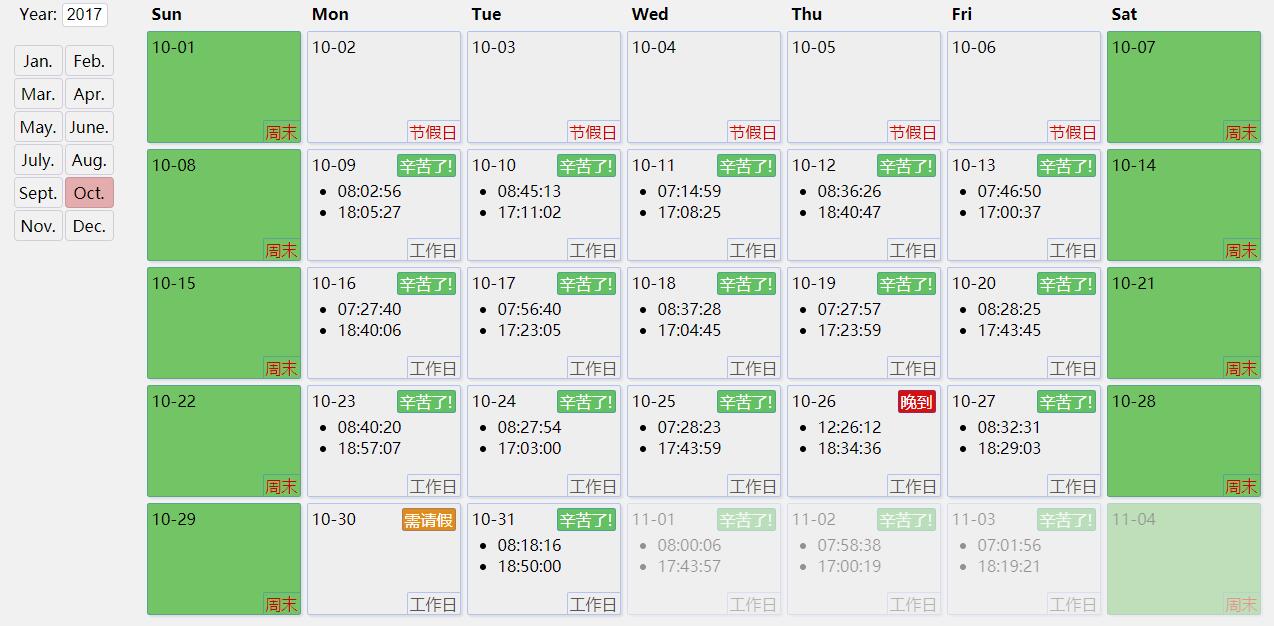 Year: 2017
Jan. Feb.
Mar. Apr.
May. June.
July. Aug.
Sept. Oct.
Nov. Dec.
Sun Mon Tue Wed Thu Fri Sat
10-01
周末
10-02
节假日
10-03
节假日
10-04
节假日
10-05
节假日
10-06
节假日
10-07
周末
10-08
周末
10-09 辛苦了!
08:02:56
18:05:27
工作日
10-10 辛苦了!
08:45:13
17:11:02
工作日
10-11 辛苦了!
07:14:59
17:08:25
工作日
10-12 辛苦了!
08:36:26
18:40:47
工作日
10-13 辛苦了!
07:46:50
17:00:37
工作日
10-14
周末
10-15
周末
10-16 辛苦了!
07:27:40
18:40:06
工作日
10-17 辛苦了!
07:56:40
17:23:05
工作日
10-18 辛苦了!
08:37:28
17:04:45
工作日
10-19 辛苦了!
07:27:57
17:23:59
工作日
10-20 辛苦了!
08:28:25
17:43:45
工作日
10-21
周末
10-22
周末
10-23 辛苦了!
08:40:20
18:57:07
工作日
10-24 辛苦了!
08:27:54
17:03:00
工作日
10-25 辛苦了!
07:28:23
17:43:59
工作日
10-26 晚到
12:26:12
18:34:36
工作日
10-27 辛苦了!
08:32:31
18:29:03
工作日
10-28
周末
10-29
周末
10-30 需请假
工作日
10-31 辛苦了!
08:18:16
18:50:00
工作日
11-01 辛苦了!
08:00:06
17:43:57
工作日
11-02 辛苦了!
07:58:38
17:00:19
工作日
11-03 辛苦了!
07:01:56
18:19:21
工作日
11-04
周末